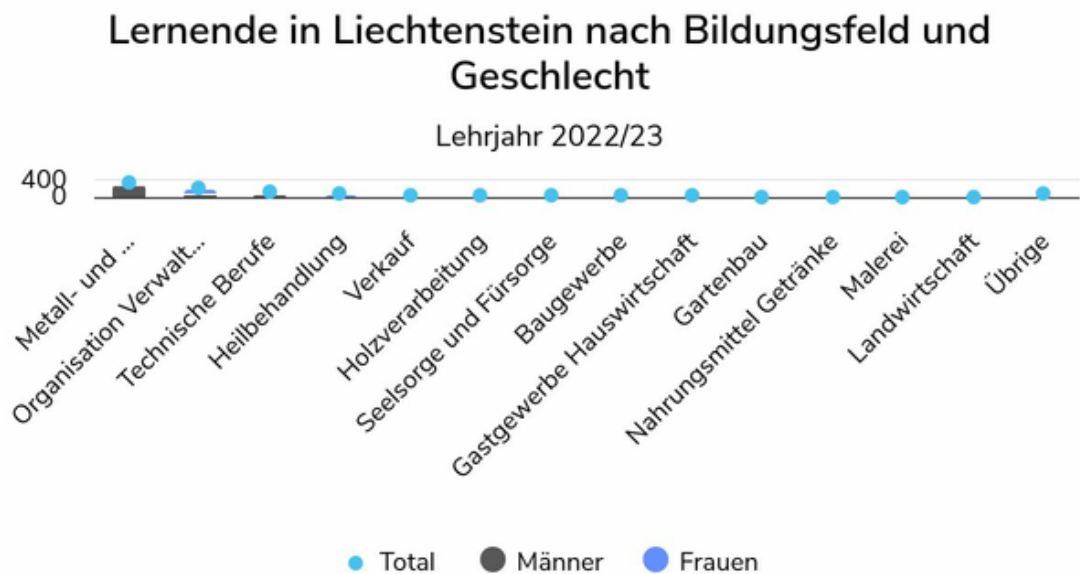 Lernende in Liechtenstein nach Bildungsfeld und
Geschlecht
Lehrjahr 2022/23
400
0
Metall- und ...
Organisation Verwalt...
Technische Berufe
Heilbehandlung
Verkauf
Holzverarbeitung
Seelsorge und Fürsorge
Baugewerbe
Gastgewerbe Hauswirtschaft
Gartenbau
Nahrungsmittel Getränke
Malerei
Landwirtschaft
Übrige
Total
Männer
Frauen